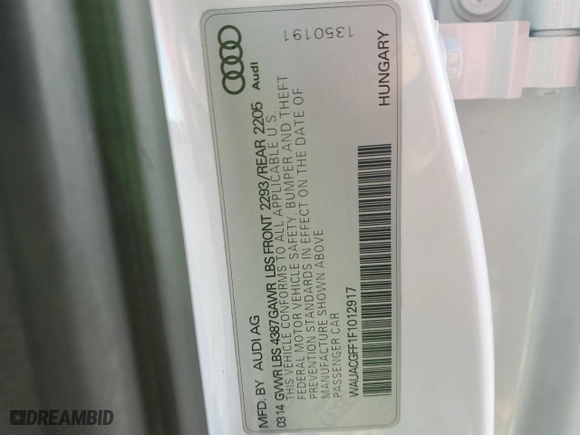 MFD. BY AUDI AG
0314 GVWR LBS 4387 GAWR LBS FRONT 2293/REAR 2205
THIS VEHICLE CONFORMS TO ALL APPLICABLE U.S.
FEDERAL MOTOR VEHICLE SAFETY, BUMPER AND THEFT
PREVENTION STANDARDS IN EFFECT ON THE DATE OF
MANUFACTURE SHOWN ABOVE
PASSENGER CAR
WAUACGFF1F1012917
HUNGARY
Audi
1350191
DREAMBID